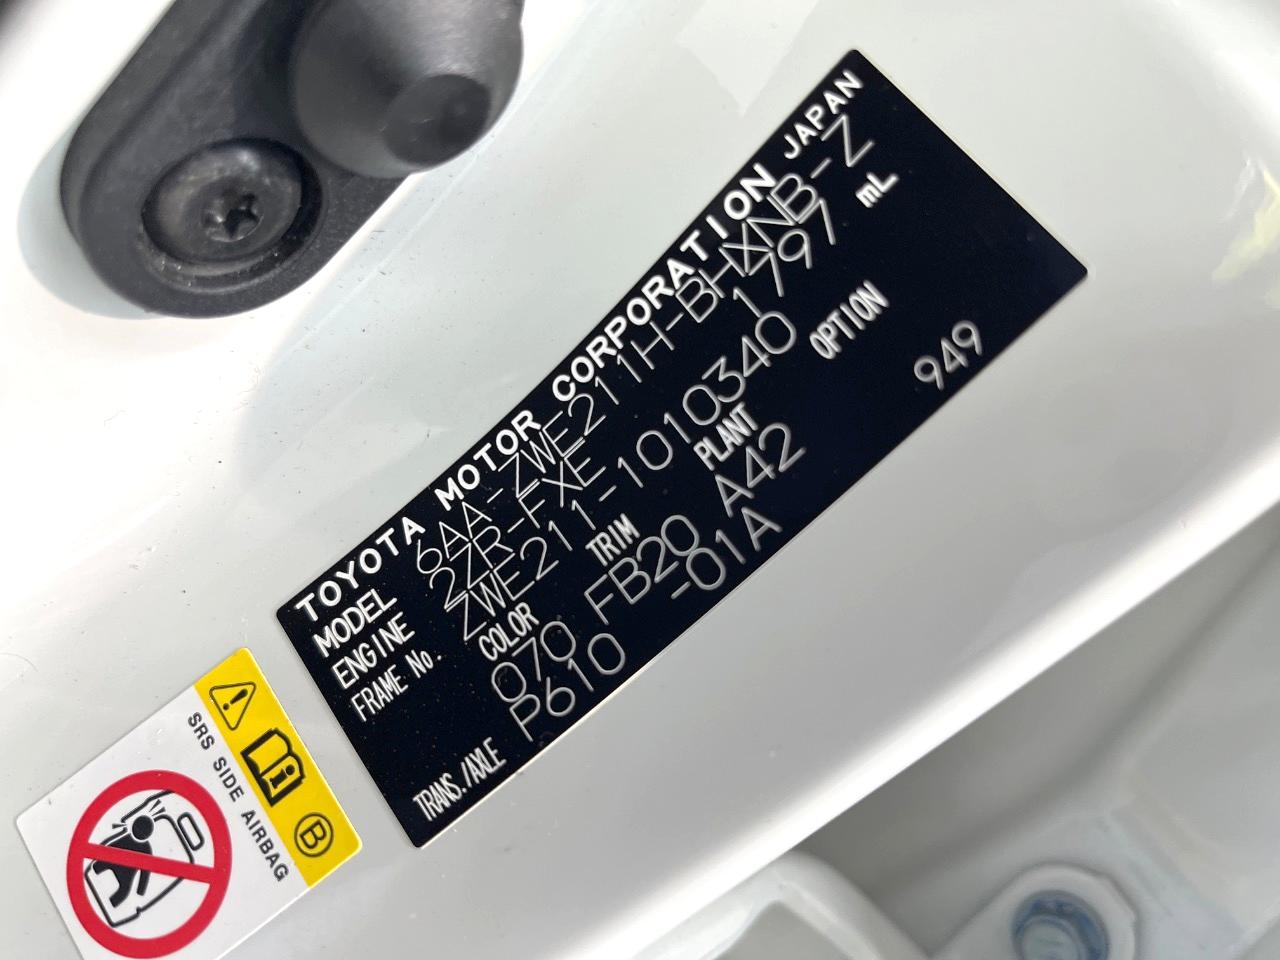 TOYOTA MOTOR CORPORATION JAPAN
MODEL 6AA-ZWE211H-BHXNB-Z
ENGINE 2ZR-FXE 1797 mL
FRAME No. ZWE211-1010340
COLOR TRIM PLANT OPTION
070 FB20 A42 949
TRANS./AXLE P610 -01A
B
SRS SIDE AIRBAG